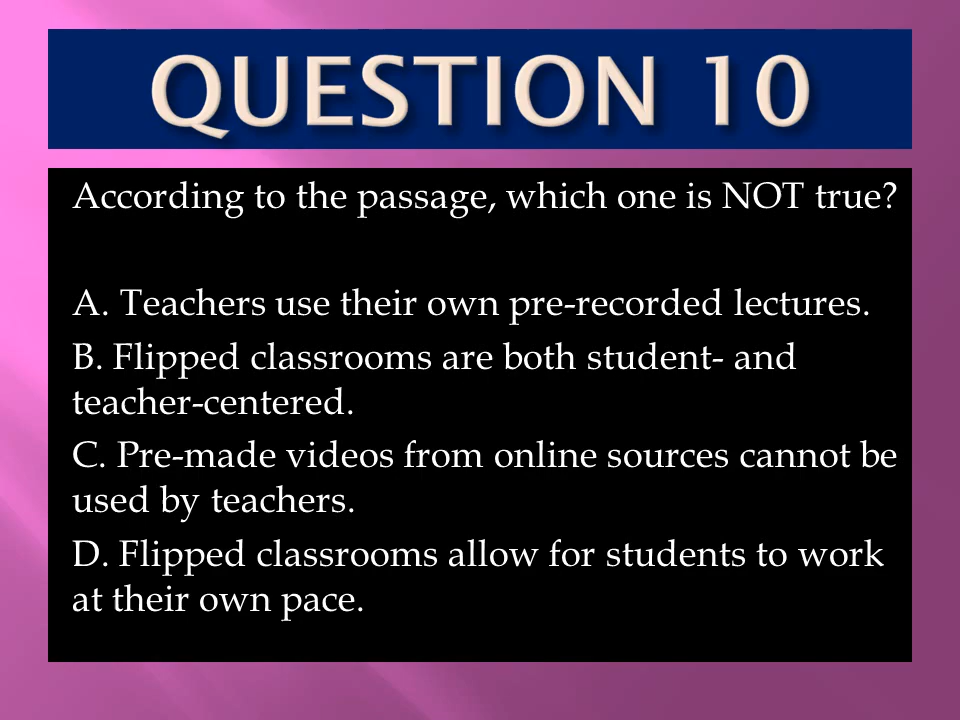 QUESTION 10
According to the passage, which one is NOT true?
A. Teachers use their own pre-recorded lectures.
B. Flipped classrooms are both student- and
teacher-centered.
C. Pre-made videos from online sources cannot be
used by teachers.
D. Flipped classrooms allow for students to work
at their own pace.